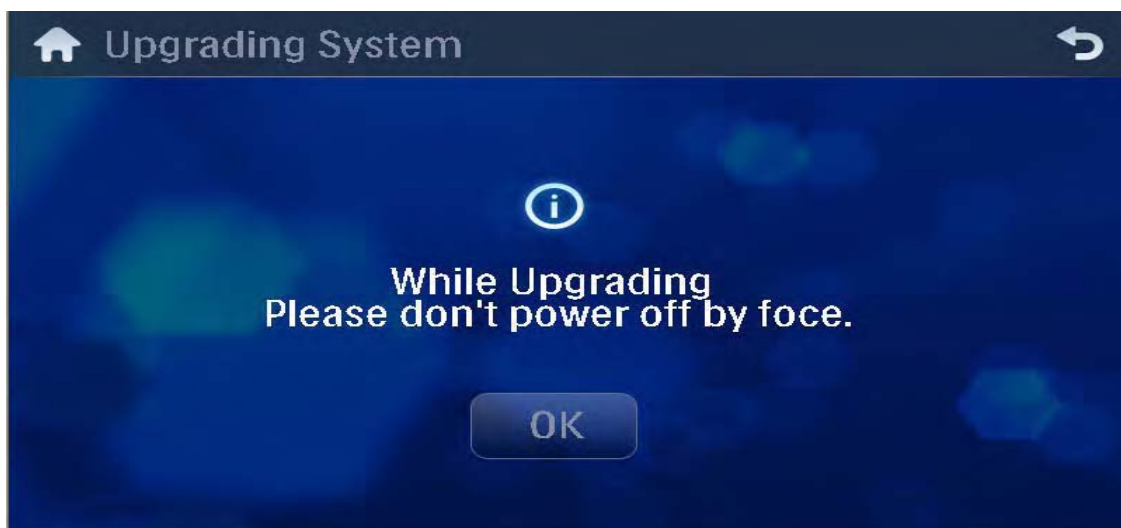 Upgrading System
While Upgrading
Please don't power off by foce.
OK